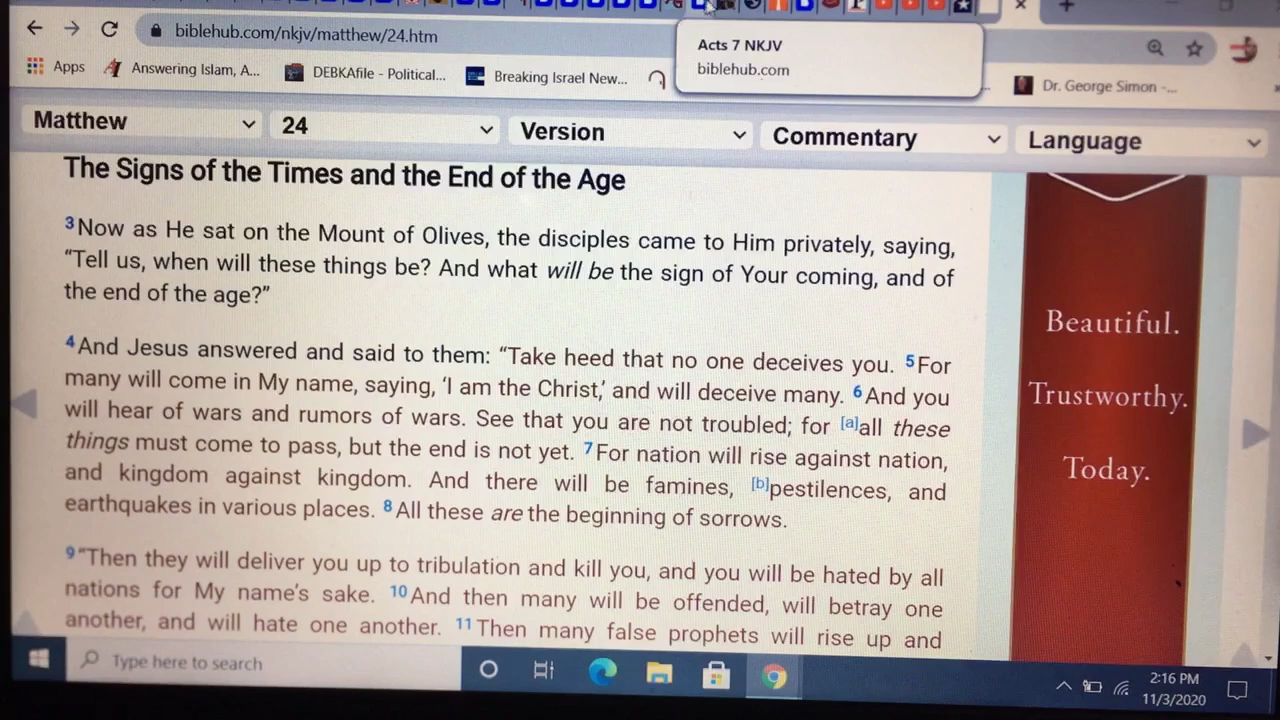 biblehub.com/nkjv/matthew/24.htm
Acts 7 NKJV
biblehub.com
Apps
Answering Islam, A...
DEBKAfile - Political...
Breaking Israel New...
Dr. George Simon -...
Matthew
24
Version
Commentary
Language
The Signs of the Times and the End of the Age
3Now as He sat on the Mount of Olives, the disciples came to Him privately, saying,
“Tell us, when will these things be? And what will be the sign of Your coming, and of
the end of the age?”
4And Jesus answered and said to them: “Take heed that no one deceives you. 5For
many will come in My name, saying, ‘I am the Christ,’ and will deceive many. 6And you
will hear of wars and rumors of wars. See that you are not troubled; for [a]all these
things must come to pass, but the end is not yet. 7For nation will rise against nation,
and kingdom against kingdom. And there will be famines, [b]pestilences, and
earthquakes in various places. 8All these are the beginning of sorrows.
9“Then they will deliver you up to tribulation and kill you, and you will be hated by all
nations for My name’s sake. 10And then many will be offended, will betray one
another, and will hate one another. 11Then many false prophets will rise up and
Beautiful.
Trustworthy.
Today.
Type here to search
2:16 PM
11/3/2020